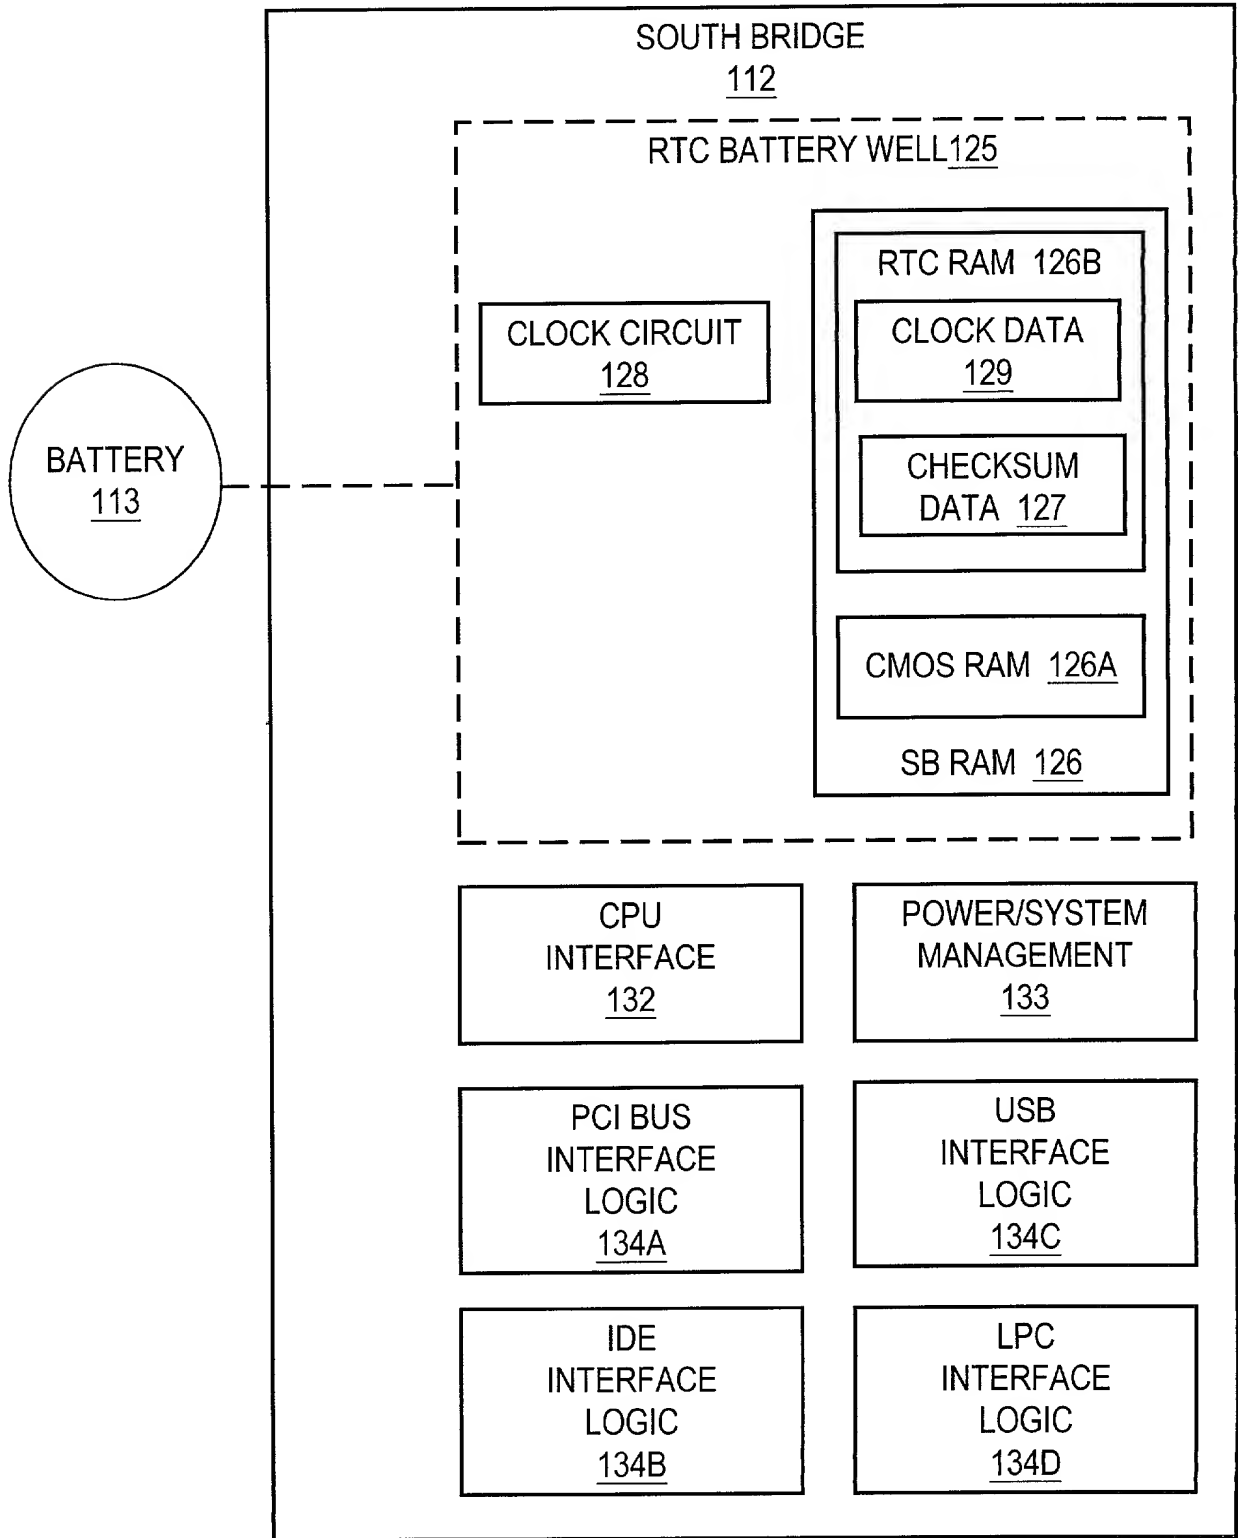 SOUTH BRIDGE
112
RTC BATTERY WELL125
RTC RAM 126B
CLOCK CIRCUIT
128
CLOCK DATA
129
BATTERY
113
CHECKSUM
DATA 127
CMOS RAM 126A
SB RAM 126
CPU
INTERFACE
132
POWER/SYSTEM
MANAGEMENT
133
PCI BUS
INTERFACE
LOGIC
134A
USB
INTERFACE
LOGIC
134C
IDE
INTERFACE
LOGIC
134B
LPC
INTERFACE
LOGIC
134D